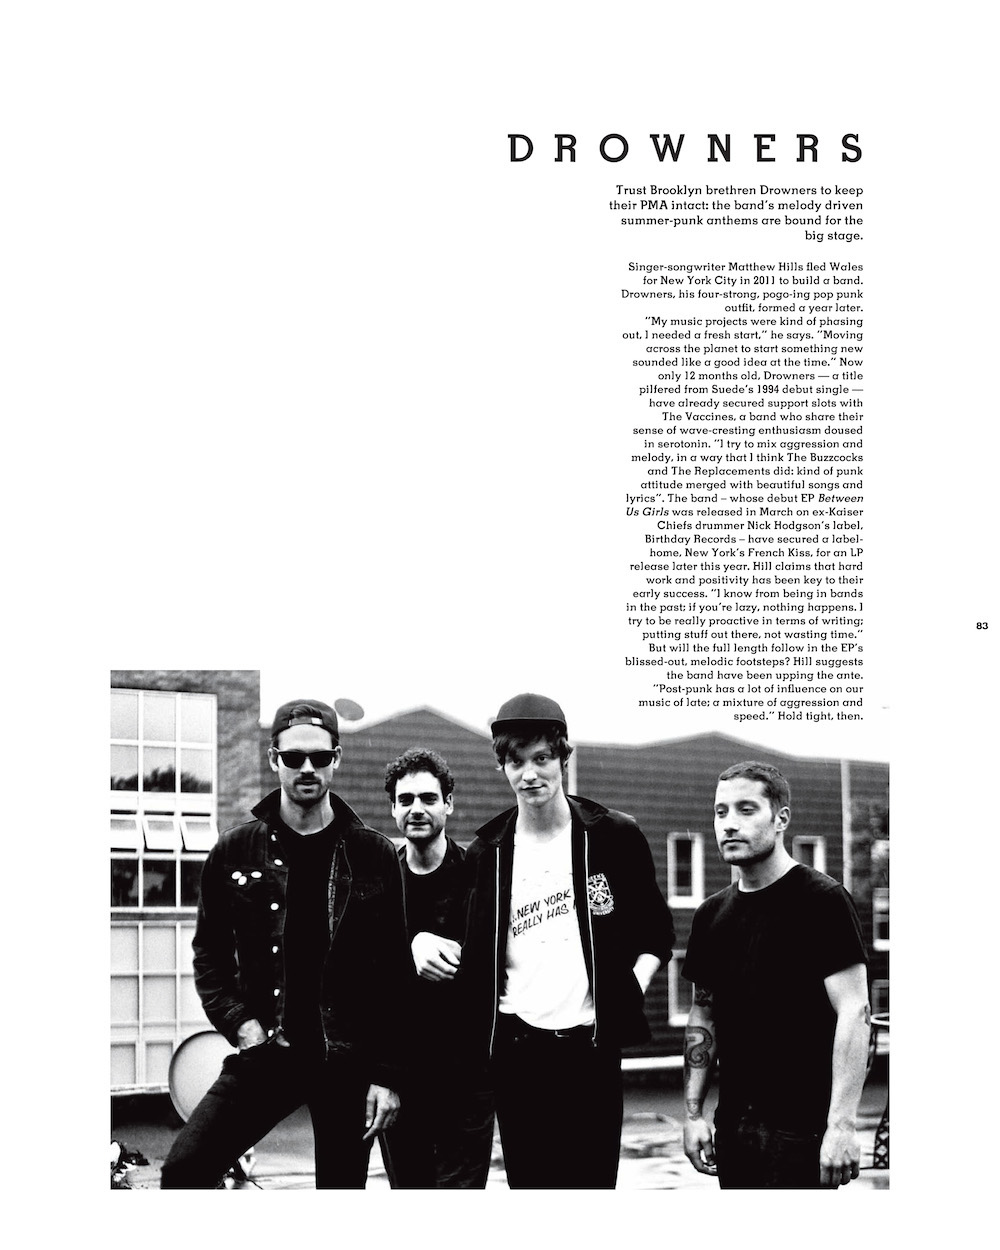 DROWNERS
Trust Brooklyn brethren Drowners to keep
their PMA intact: the band's melody driven
summer-punk anthems are bound for the
big stage.
Singer-songwriter Matthew Hills fled Wales
for New York City in 2011 to build a band.
Drowners, his four-strong, pogo-ing pop punk
outfit, formed a year later.
"My music projects were kind of phasing
out, I needed a fresh start," he says. "Moving
across the planet to start something new
sounded like a good idea at the time." Now
only 12 months old, Drowners — a title
pilfered from Suede's 1994 debut single —
have already secured support slots with
The Vaccines, a band who share their
sense of wave-cresting enthusiasm doused
in serotonin. "I try to mix aggression and
melody, in a way that I think The Buzzcocks
and The Replacements did: kind of punk
attitude merged with beautiful songs and
lyrics". The band – whose debut EP Between
Us Girls was released in March on ex-Kaiser
Chiefs drummer Nick Hodgson's label,
Birthday Records – have secured a label-
home, New York's French Kiss, for an LP
release later this year. Hill claims that hard
work and positivity has been key to their
early success. "I know from being in bands
in the past; if you're lazy, nothing happens. I
try to be really proactive in terms of writing;
putting stuff out there, not wasting time."
But will the full length follow in the EP's
blissed-out, melodic footsteps? Hill suggests
the band have been upping the ante.
"Post-punk has a lot of influence on our
music of late; a mixture of aggression and
speed." Hold tight, then.
83
...NEW YORK
REALLY HAS
UNIVERSITY